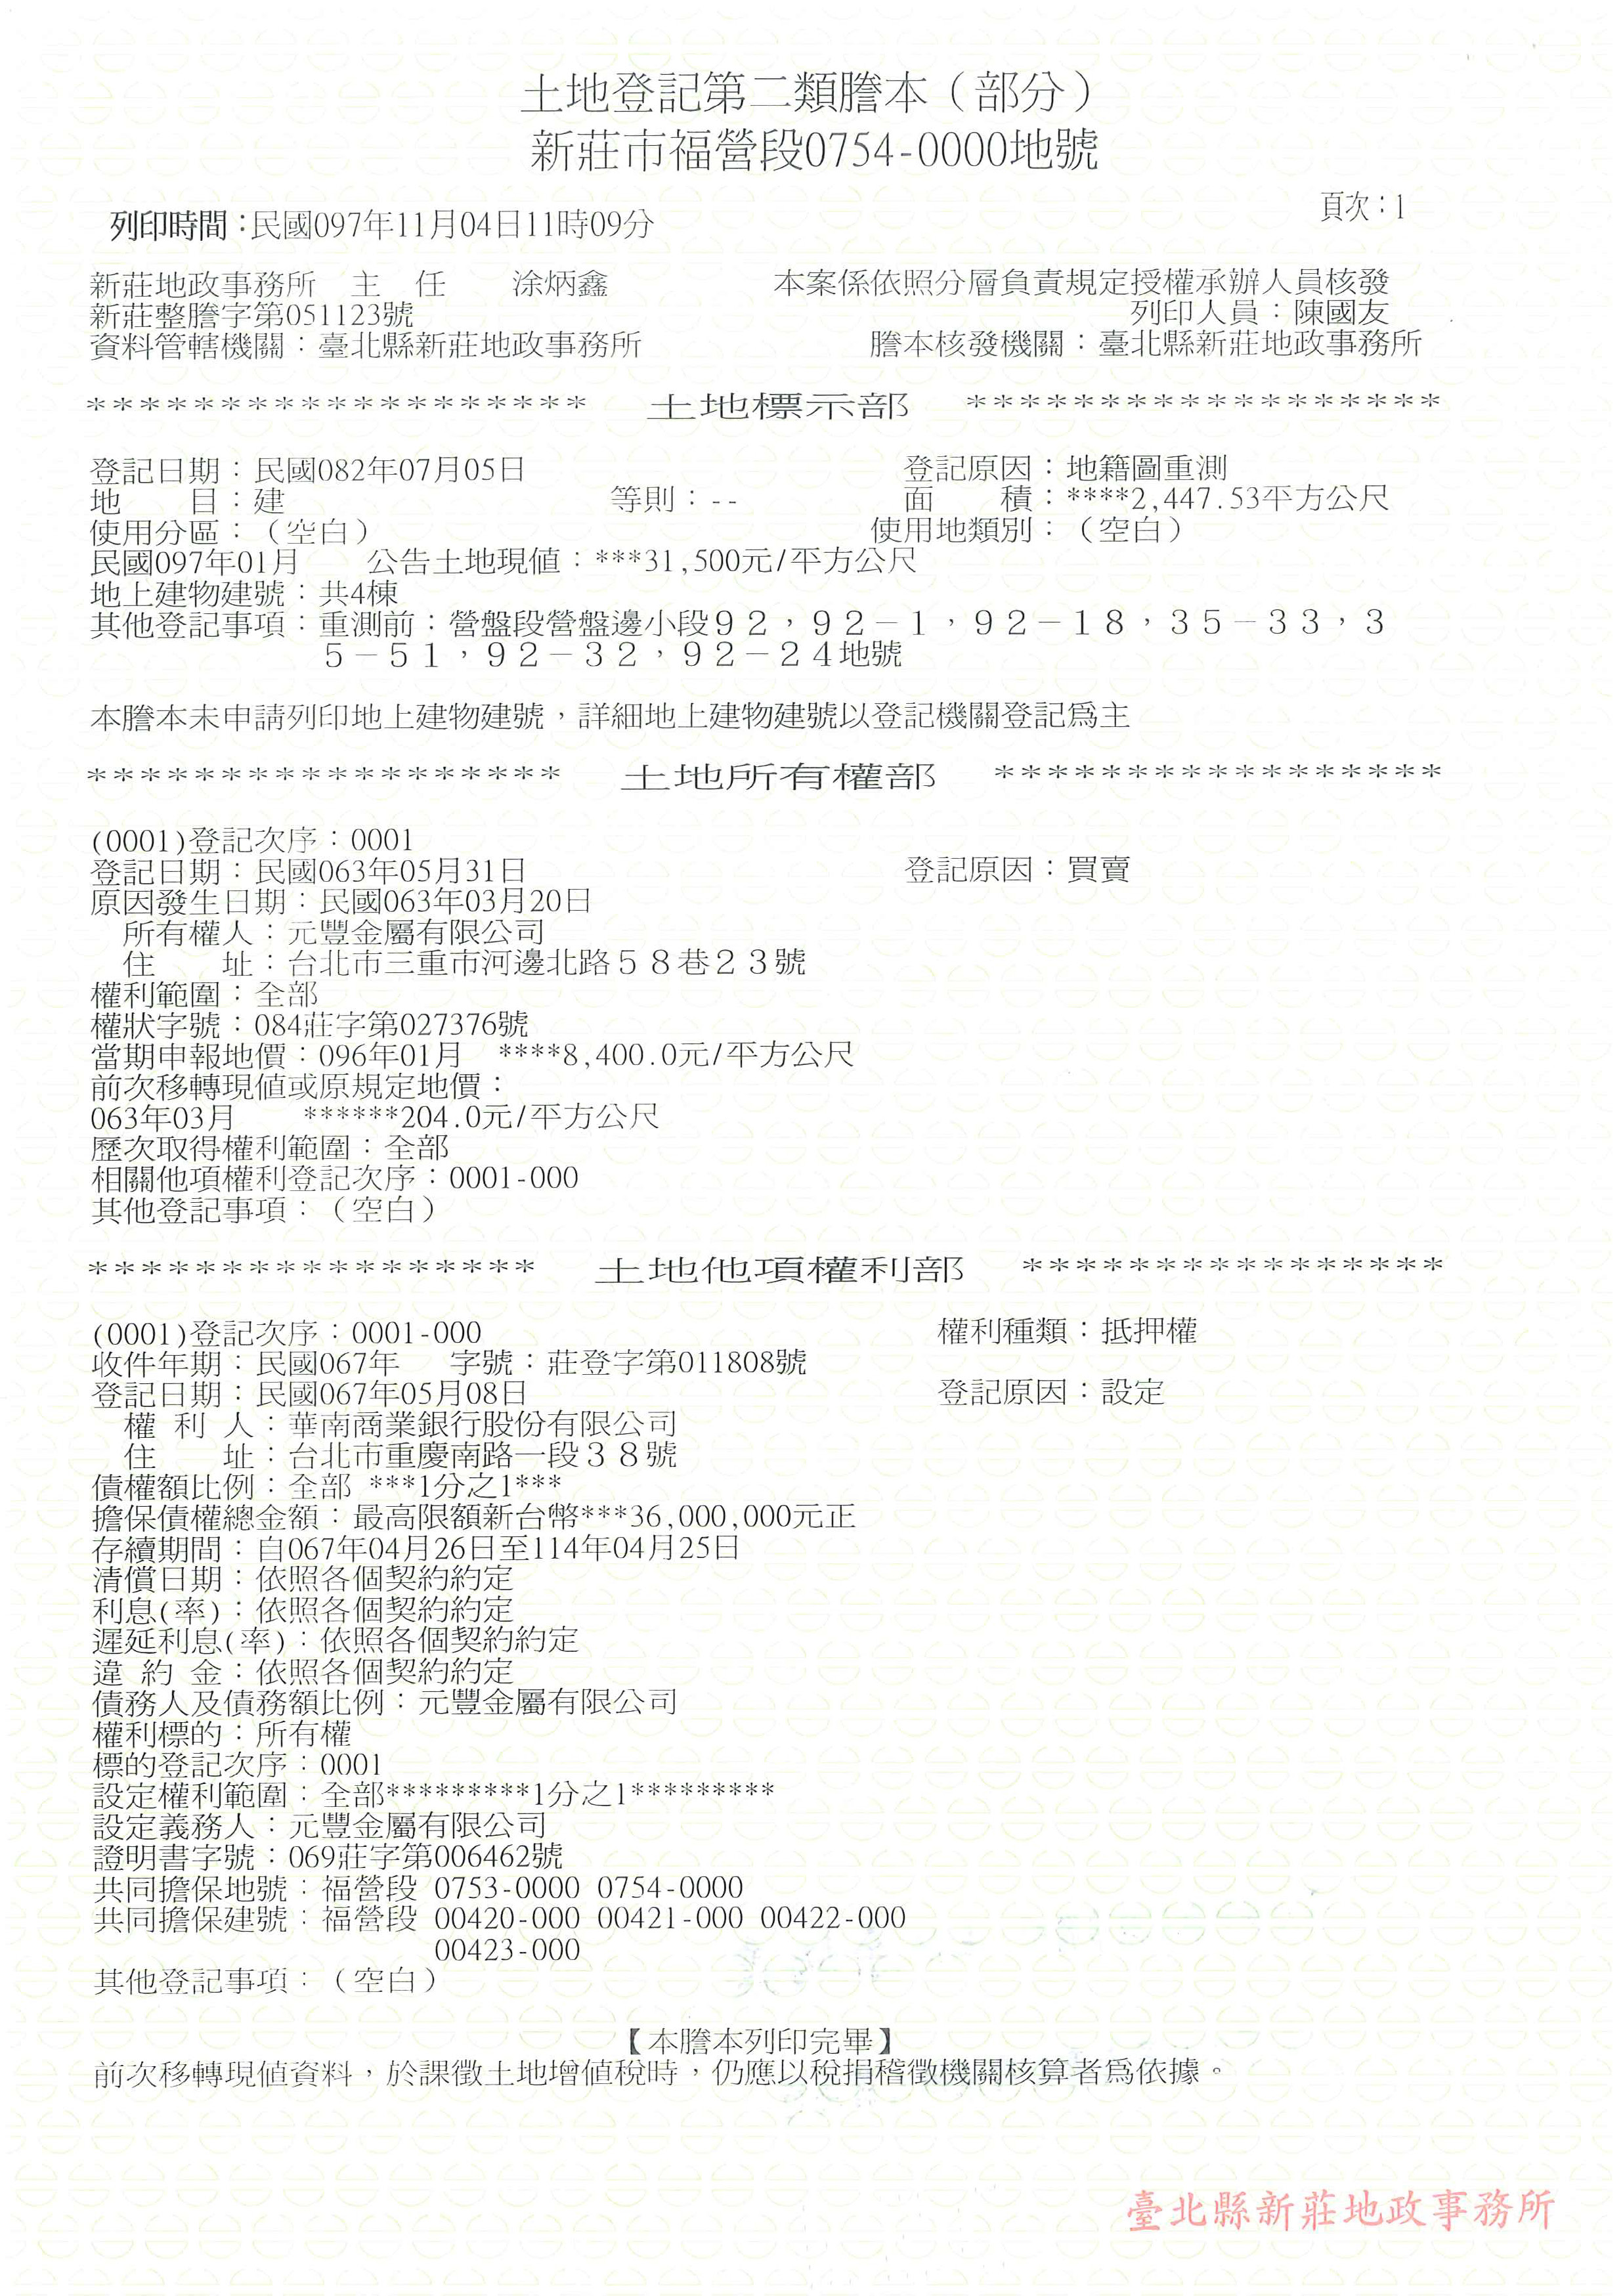 土地登記第二類謄本（部分）
新莊市福營段0754-0000地號
頁次：1
列印時間：民國097年11月04日11時09分
新莊地政事務所　主　任　　涂炳鑫　　　本案係依照分層負責規定授權承辦人員核發
新莊整謄字第051123號　　　列印人員：陳國友
資料管轄機關：臺北縣新莊地政事務所　　　謄本核發機關：臺北縣新莊地政事務所
*******************　土地標示部　******************
登記日期：民國082年07月05日　　　登記原因：地籍圖重測
地　　目：建　　　等則：--　　　面　　積：****2,447.53平方公尺
使用分區：（空白）　　　使用地類別：（空白）
民國097年01月　　公告土地現值：***31,500元/平方公尺
地上建物建號：共4棟
其他登記事項：重測前：營盤段營盤邊小段９２，９２－１，９２－１８，３５－３３，３
５－５１，９２－３２，９２－２４地號
本謄本未申請列印地上建物建號，詳細地上建物建號以登記機關登記為主
******************　土地所有權部　*****************
(0001)登記次序：0001
登記日期：民國063年05月31日　　　登記原因：買賣
原因發生日期：民國063年03月20日
所有權人：元豐金屬有限公司
住　　址：台北市三重市河邊北路５８巷２３號
權利範圍：全部
權狀字號：084莊字第027376號
當期申報地價：096年01月　****8,400.0元/平方公尺
前次移轉現值或原規定地價：
063年03月　　******204.0元/平方公尺
歷次取得權利範圍：全部
相關他項權利登記次序：0001-000
其他登記事項：（空白）
*****************　土地他項權利部　****************
(0001)登記次序：0001-000　　　權利種類：抵押權
收件年期：民國067年　　字號：莊登字第011808號
登記日期：民國067年05月08日　　　登記原因：設定
權 利 人：華南商業銀行股份有限公司
住　　址：台北市重慶南路一段３８號
債權額比例：全部 ***1分之1***
擔保債權總金額：最高限額新台幣***36,000,000元正
存續期間：自067年04月26日至114年04月25日
清償日期：依照各個契約約定
利息(率)：依照各個契約約定
遲延利息(率)：依照各個契約約定
違 約 金：依照各個契約約定
債務人及債務額比例：元豐金屬有限公司
權利標的：所有權
標的登記次序：0001
設定權利範圍：全部*********1分之1*********
設定義務人：元豐金屬有限公司
證明書字號：069莊字第006462號
共同擔保地號：福營段 0753-0000 0754-0000
共同擔保建號：福營段 00420-000 00421-000 00422-000
00423-000
其他登記事項：（空白）
【本謄本列印完畢】
前次移轉現值資料，於課徵土地增值稅時，仍應以稅捐稽徵機關核算者為依據。
臺北縣新莊地政事務所